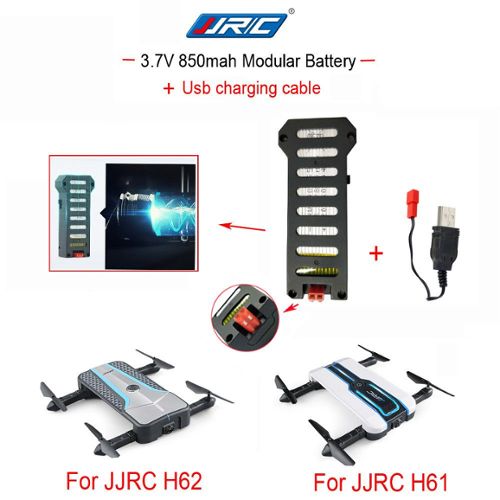 JJRC
3.7V 850mah Modular Battery
+ Usb charging cable
+
For JJRC H62
For JJRC H61